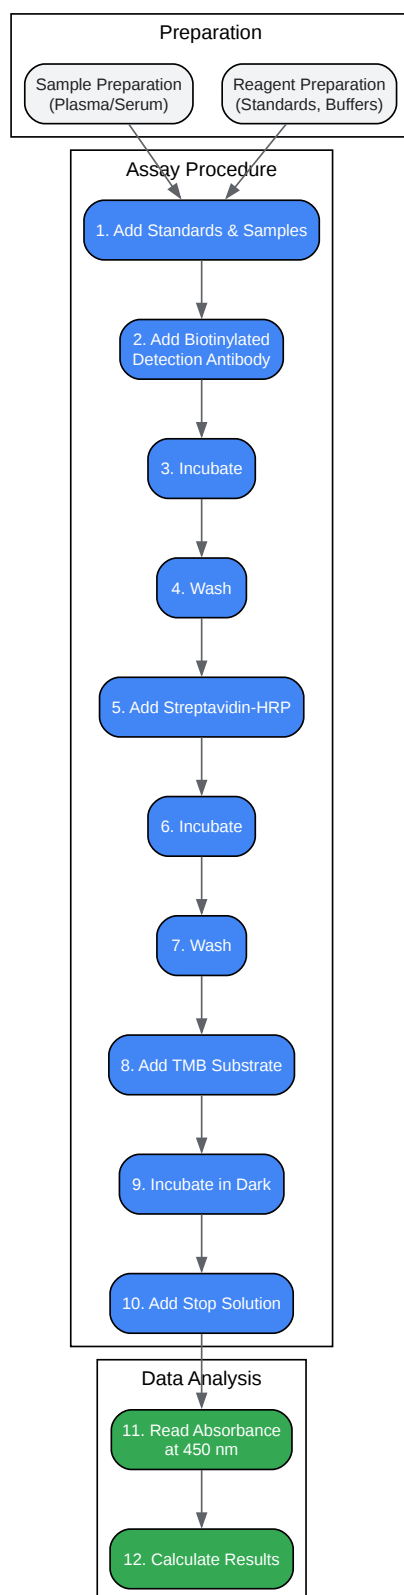 Preparation
Sample Preparation
(Plasma/Serum)
Reagent Preparation
(Standards, Buffers)
Assay Procedure
1. Add Standards & Samples
2. Add Biotinylated
Detection Antibody
3. Incubate
4. Wash
5. Add Streptavidin-HRP
6. Incubate
7. Wash
8. Add TMB Substrate
9. Incubate in Dark
10. Add Stop Solution
Data Analysis
11. Read Absorbance
at 450 nm
12. Calculate Results